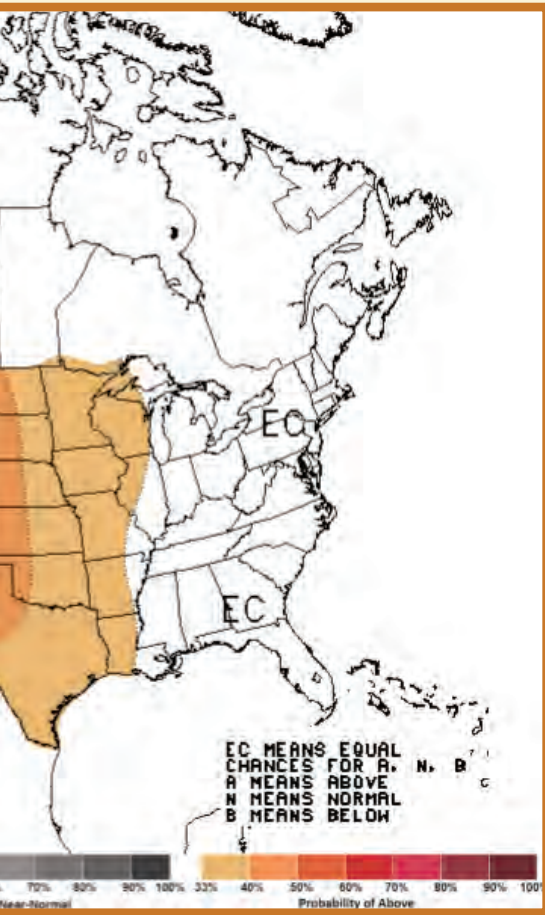 EC
EC
EC MEANS EQUAL
CHANCES FOR A, N, B
A MEANS ABOVE
N MEANS NORMAL
B MEANS BELOW
70% 80% 90% 100% 33% 40% 50% 60% 70% 80% 90% 100%
Near-Normal Probability of Above